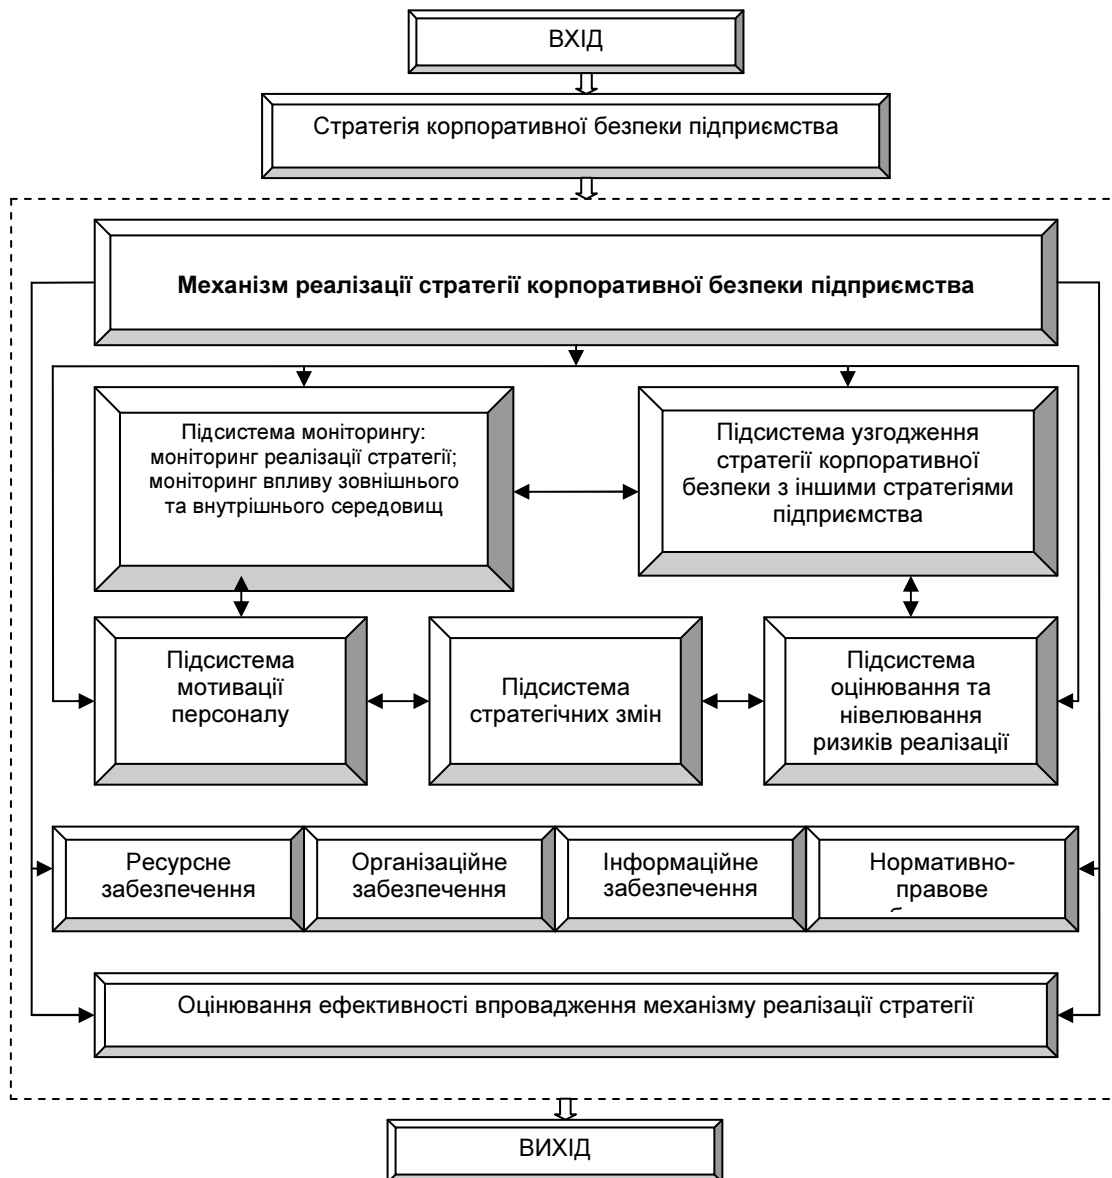 ВХІД
Стратегія корпоративної безпеки підприємства
Механізм реалізації стратегії корпоративної безпеки підприємства
Підсистема моніторингу:
моніторинг реалізації стратегії;
моніторинг впливу зовнішнього
та внутрішнього середовищ
Підсистема узгодження
стратегії корпоративної
безпеки з іншими стратегіями
підприємства
Підсистема
мотивації
персоналу
Підсистема
стратегічних змін
Підсистема
оцінювання та
нівелювання
ризиків реалізації
Ресурсне
забезпечення
Організаційне
забезпечення
Інформаційне
забезпечення
Нормативно-
правове
Оцінювання ефективності впровадження механізму реалізації стратегії
ВИХІД